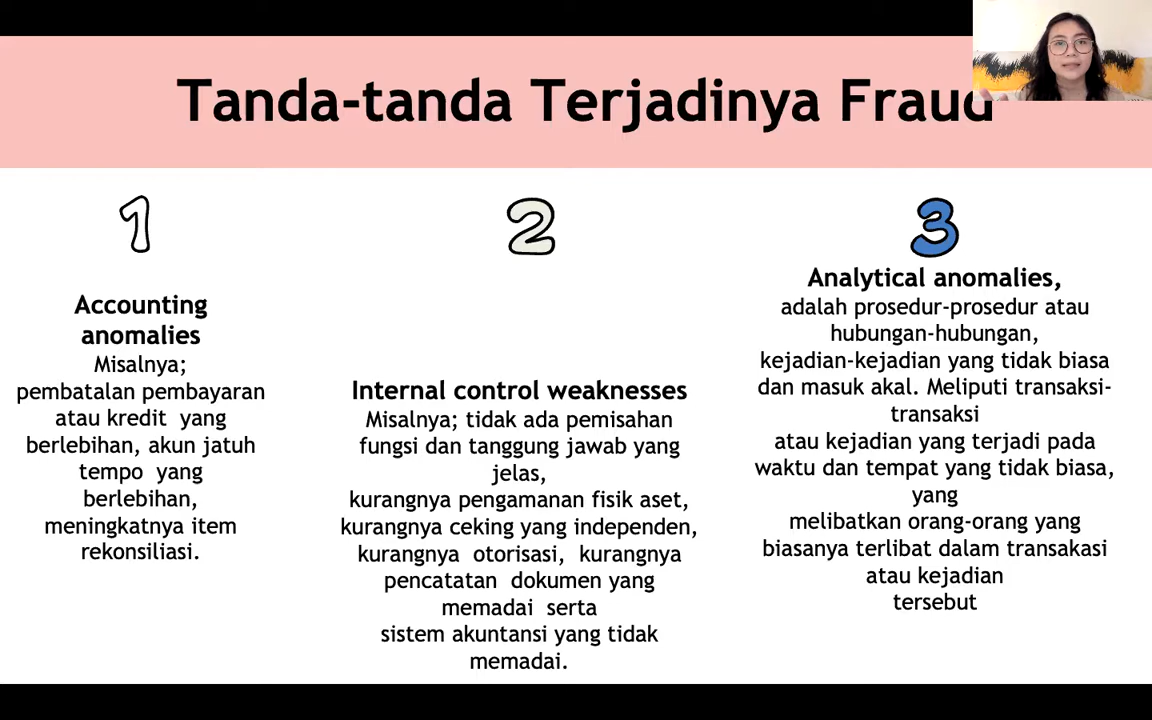 Tanda-tanda Terjadinya Fraud
1
Accounting
anomalies
Misalnya;
pembatalan pembayaran
atau kredit yang
berlebihan, akun jatuh
tempo yang
berlebihan,
meningkatnya item
rekonsiliasi.
2
Internal control weaknesses
Misalnya; tidak ada pemisahan
fungsi dan tanggung jawab yang
jelas,
kurangnya pengamanan fisik aset,
kurangnya ceking yang independen,
kurangnya otorisasi, kurangnya
pencatatan dokumen yang
memadai serta
sistem akuntansi yang tidak
memadai.
3
Analytical anomalies,
adalah prosedur-prosedur atau
hubungan-hubungan,
kejadian-kejadian yang tidak biasa
dan masuk akal. Meliputi transaksi-
transaksi
atau kejadian yang terjadi pada
waktu dan tempat yang tidak biasa,
yang
melibatkan orang-orang yang
biasanya terlibat dalam transakasi
atau kejadian
tersebut